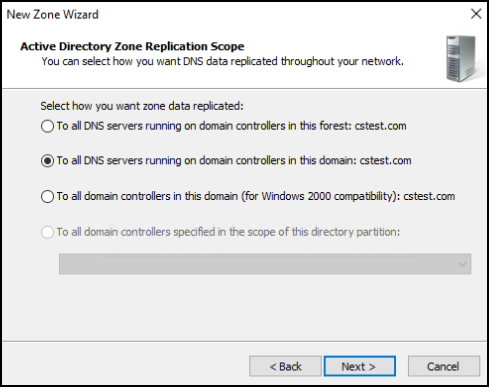 New Zone Wizard
Active Directory Zone Replication Scope
You can select how you want DNS data replicated throughout your network.
Select how you want zone data replicated:
To all DNS servers running on domain controllers in this forest: cstest.com
To all DNS servers running on domain controllers in this domain: cstest.com
To all domain controllers in this domain (for Windows 2000 compatibility): cstest.com
To all domain controllers specified in the scope of this directory partition:
< Back
Next >
Cancel